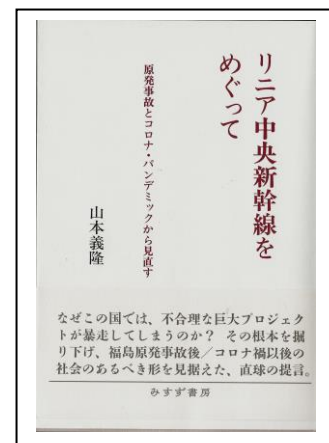 リニア中央新幹線を
めぐって
原発事故とコロナ・パンデミックから見直す
山本義隆
なぜこの国では、不合理な巨大プロジェク
トが暴走してしまうのか？ その根本を掘
り下げ、福島原発事故後／コロナ禍以後の
社会のあるべき形を見据えた、直球の提言。
みすず書房